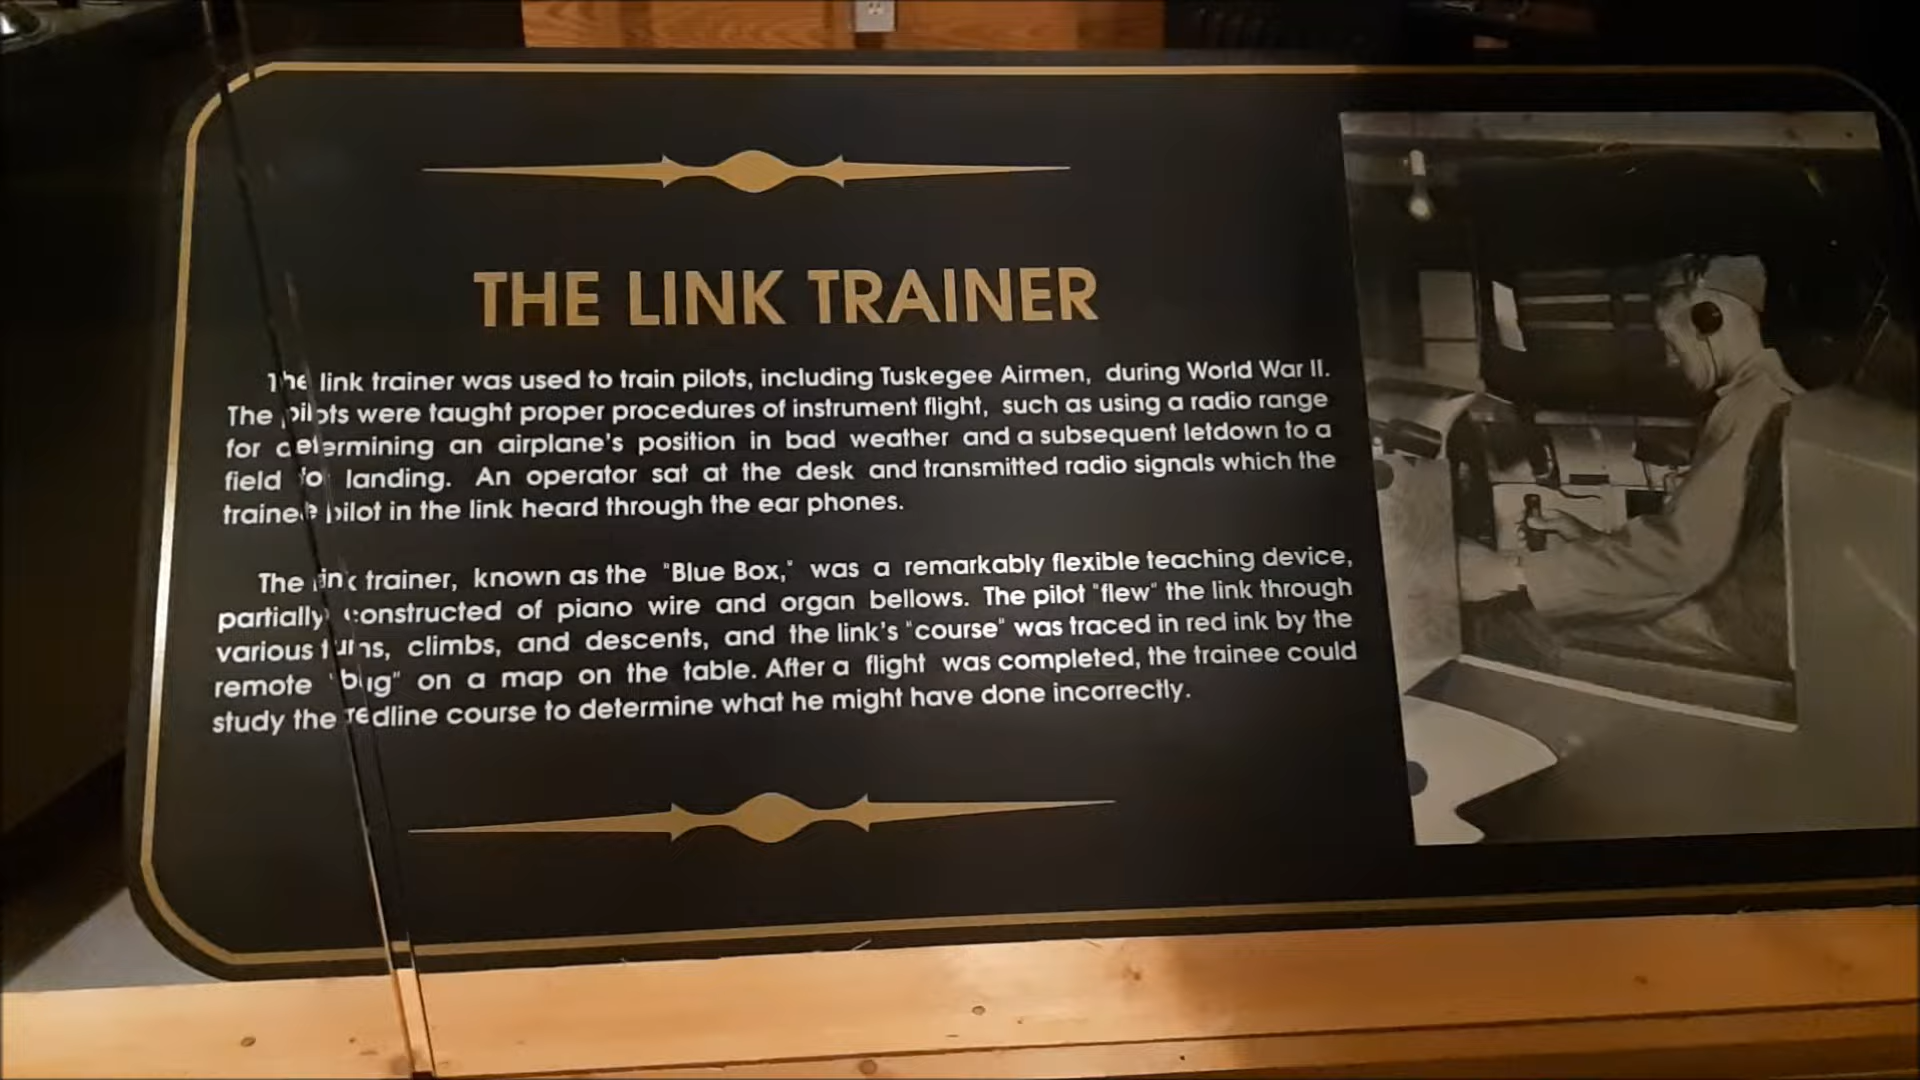 THE LINK TRAINER
The link trainer was used to train pilots, including Tuskegee Airmen, during World War II.
The pilots were taught proper procedures of instrument flight, such as using a radio range
for determining an airplane's position in bad weather and a subsequent letdown to a
field for landing. An operator sat at the desk and transmitted radio signals which the
trainee pilot in the link heard through the ear phones.
The link trainer, known as the "Blue Box," was a remarkably flexible teaching device,
partially constructed of piano wire and organ bellows. The pilot "flew" the link through
various turns, climbs, and descents, and the link's "course" was traced in red ink by the
remote "bug" on a map on the table. After a flight was completed, the trainee could
study the redline course to determine what he might have done incorrectly.